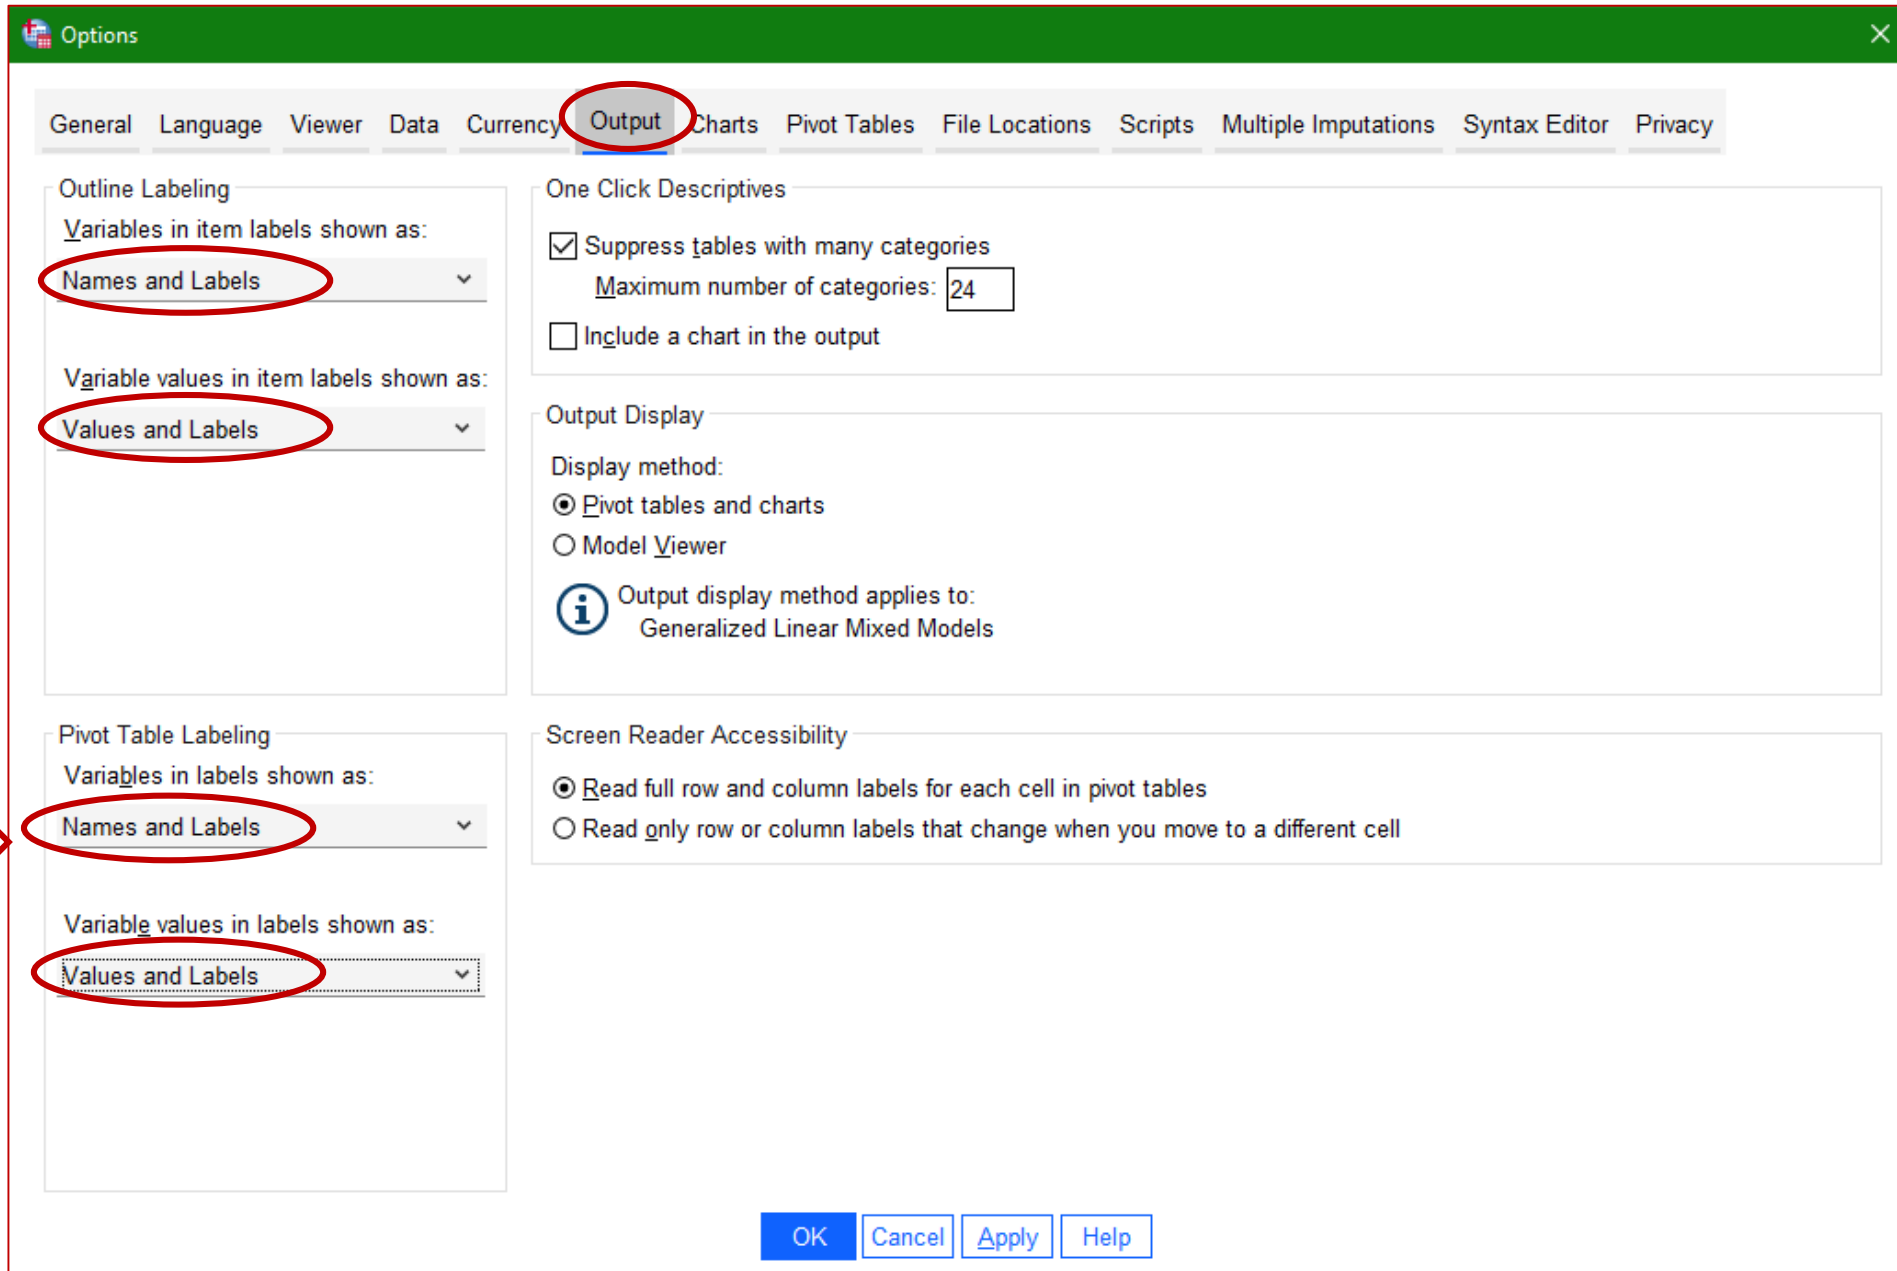 Options
General Language Viewer Data Currency Output Charts Pivot Tables File Locations Scripts Multiple Imputations Syntax Editor Privacy
Outline Labeling
Variables in item labels shown as:
Names and Labels
Variable values in item labels shown as:
Values and Labels
One Click Descriptives
Suppress tables with many categories
Maximum number of categories: 24
Include a chart in the output
Output Display
Display method:
Pivot tables and charts
Model Viewer
Output display method applies to:
Generalized Linear Mixed Models
Pivot Table Labeling
Variables in labels shown as:
Names and Labels
Variable values in labels shown as:
Values and Labels
Screen Reader Accessibility
Read full row and column labels for each cell in pivot tables
Read only row or column labels that change when you move to a different cell
OK Cancel Apply Help